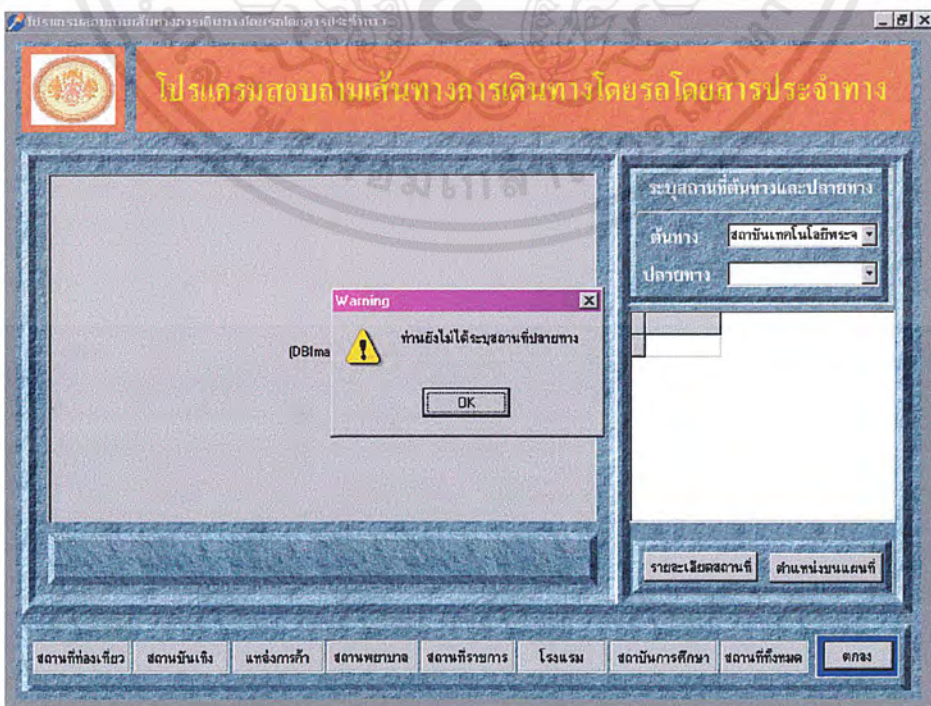 โปรแกรมสอบถามเส้นทางการเดินทางโดยรถโดยสารประจำทาง
โปรแกรมสอบถามเส้นทางการเดินทางโดยรถโดยสารประจำทาง
ระบุสถานที่ต้นทางและปลายทาง
ต้นทาง สถาบันเทคโนโลยีพระจ
ปลายทาง
Warning
(DBIma
ท่านยังไม่ได้ระบุสถานที่ปลายทาง
OK
รายละเอียดสถานที่ ตำแหน่งบนแผนที่
สถานที่ท่องเที่ยว สถานบันเทิง แหล่งการค้า สถานพยาบาล สถานที่ราชการ โรงแรม สถาบันการศึกษา สถานที่ทั้งหมด ตกลง